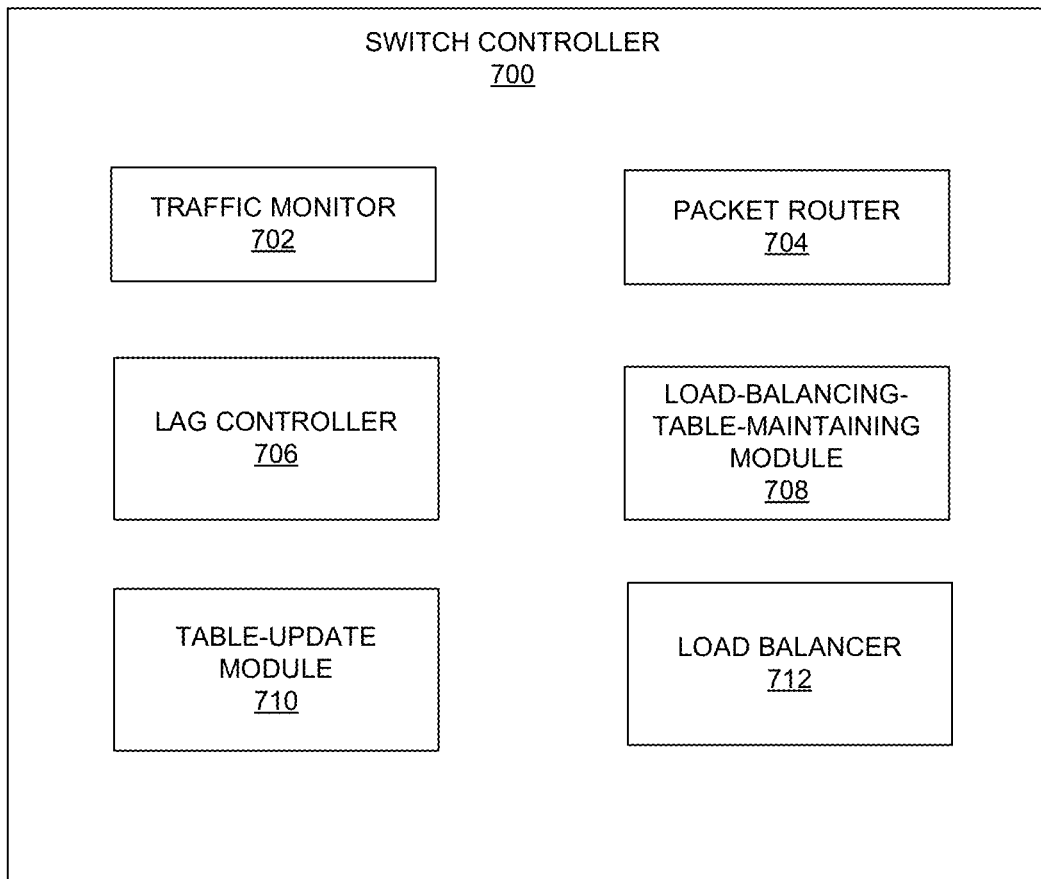 SWITCH CONTROLLER
700
TRAFFIC MONITOR
702
PACKET ROUTER
704
LAG CONTROLLER
706
LOAD-BALANCING-
TABLE-MAINTAINING
MODULE
708
TABLE-UPDATE
MODULE
710
LOAD BALANCER
712